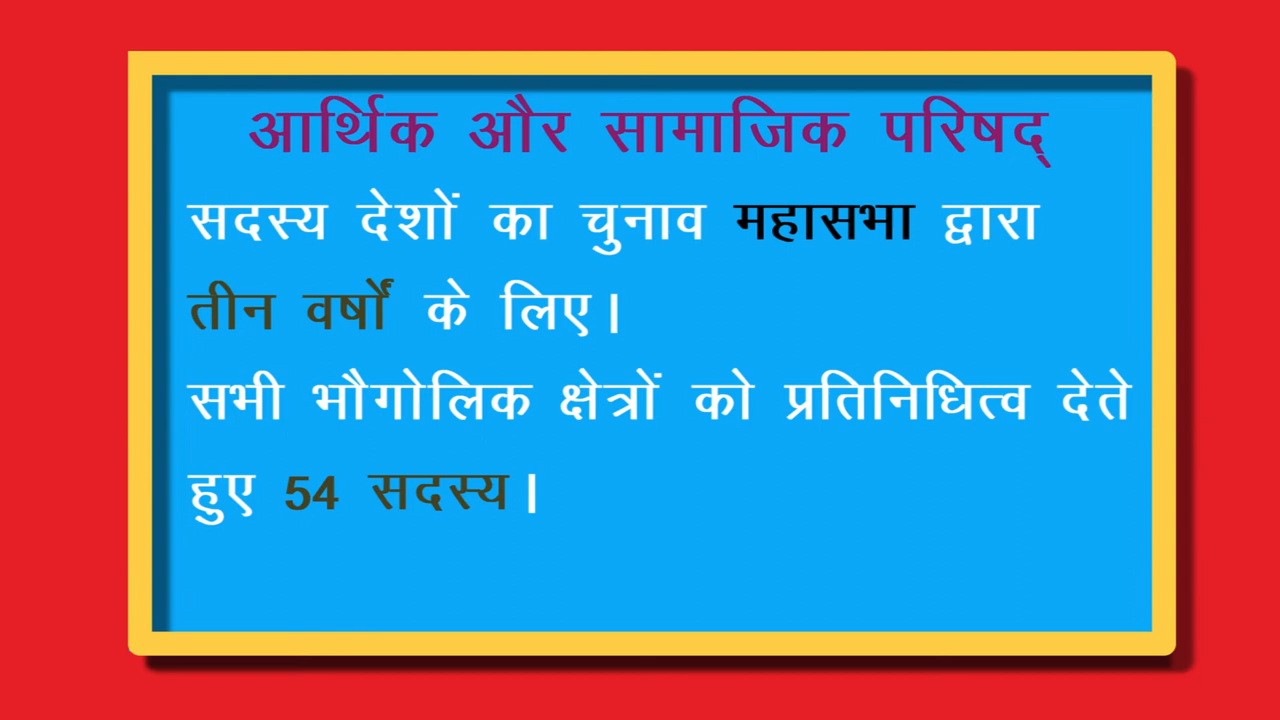 आर्थिक और सामाजिक परिषद्
सदस्य देशों का चुनाव महासभा द्वारा
तीन वर्षों के लिए।
सभी भौगोलिक क्षेत्रों को प्रतिनिधित्व देते
हुए 54 सदस्य।